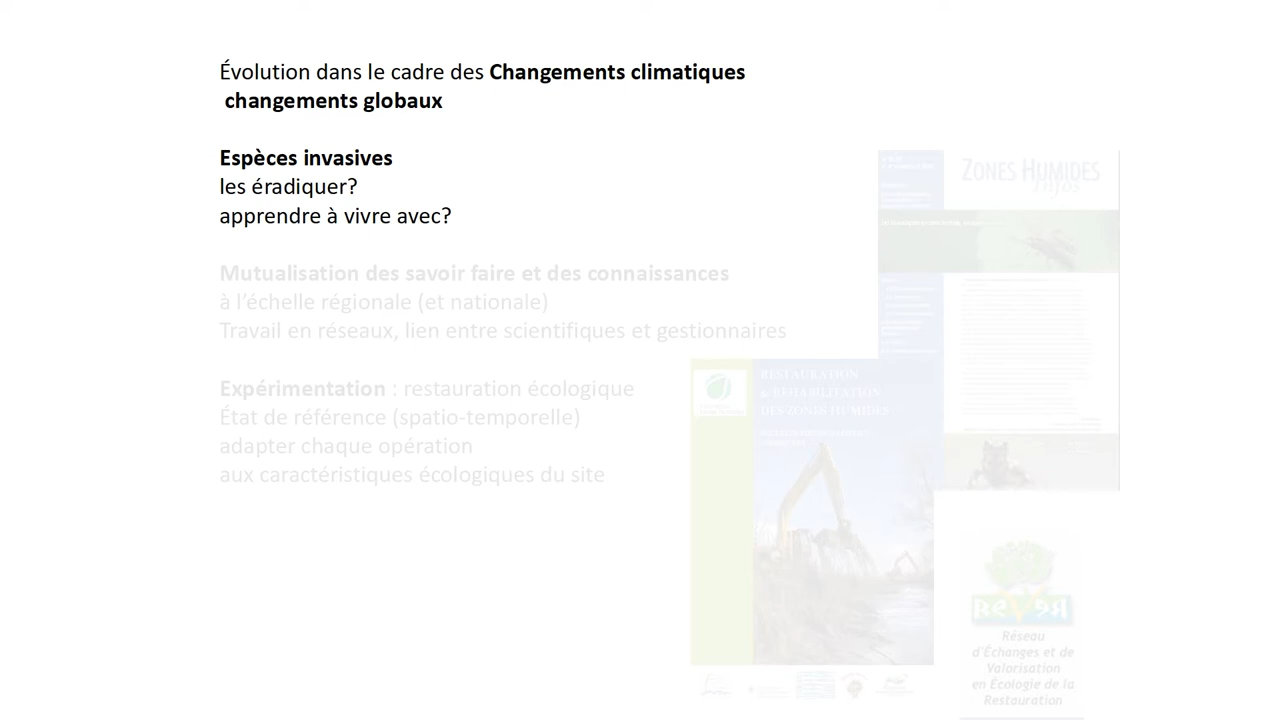 Évolution dans le cadre des Changements climatiques
changements globaux
Espèces invasives
les éradiquer?
apprendre à vivre avec?
Mutualisation des savoir faire et des connaissances
à l’échelle régionale (et nationale)
Travail en réseaux, lien entre scientifiques et gestionnaires
Expérimentation : restauration écologique
État de référence (spatio-temporelle)
adapter chaque opération
aux caractéristiques écologiques du site
ZONES HUMIDES
Infos
RESTAURATION
& RÉHABILITATION
DES ZONES HUMIDES
Réseau
d'Échanges et de
Valorisation
en Écologie de la
Restauration